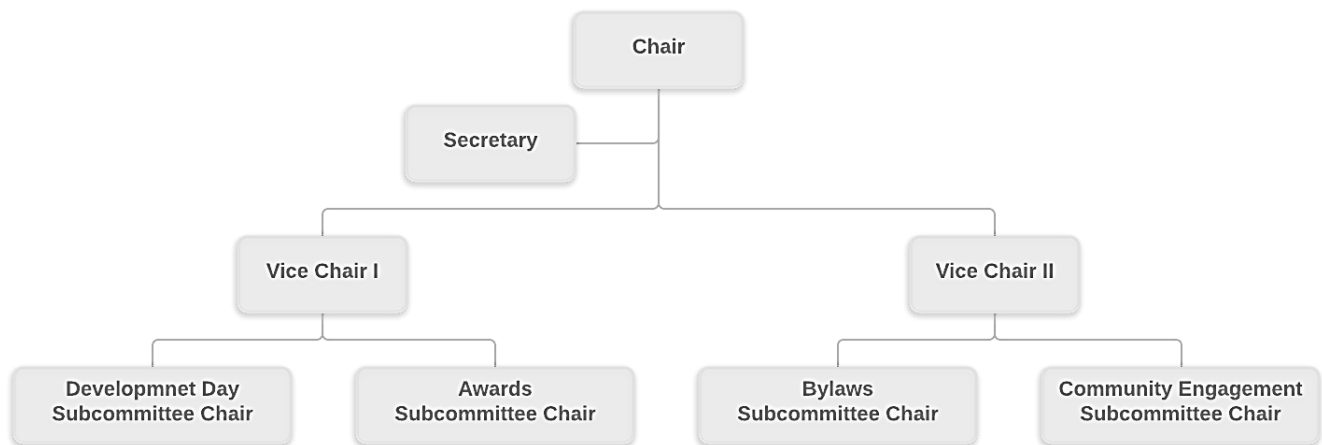 Chair
Secretary
Vice Chair I
Vice Chair II
Developmnet Day
Subcommittee Chair
Awards
Subcommittee Chair
Bylaws
Subcommittee Chair
Community Engagement
Subcommittee Chair